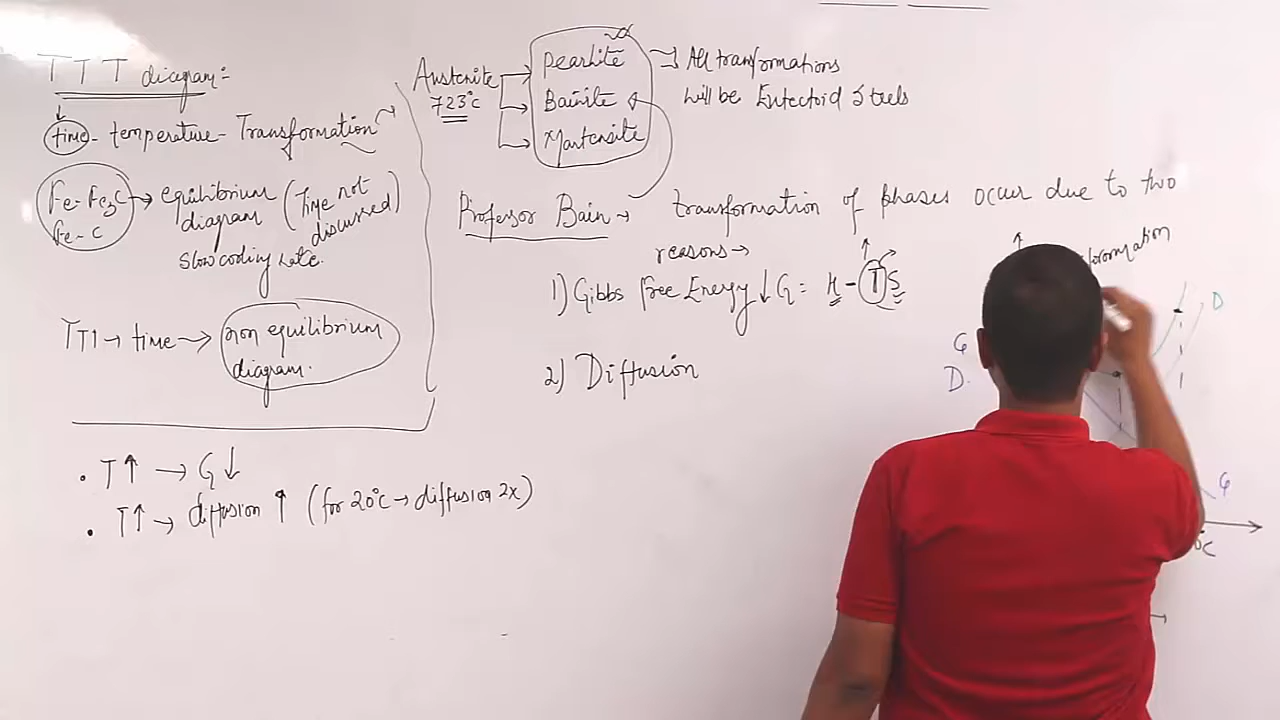 TTT diagram:-
time - temperature - Transformation
Fe-Fe3C → equilibrium diagram (Time not discussed)
Fe-C
slow cooling rate.
TTT → time → non equilibrium diagram.
Austenite
723°C
Pearlite
Bainite
Martensite
All transformations
will be Eutectoid Steels
Professor Bain → transformation of phases occur due to two
reasons →
1) Gibbs Free Energy ↓ G = H - TS
2) Diffusion
. T↑ → G↓
. T↑ → diffusion ↑ (for 20°C → diffusion 2x)
G
D.
D
G
°C